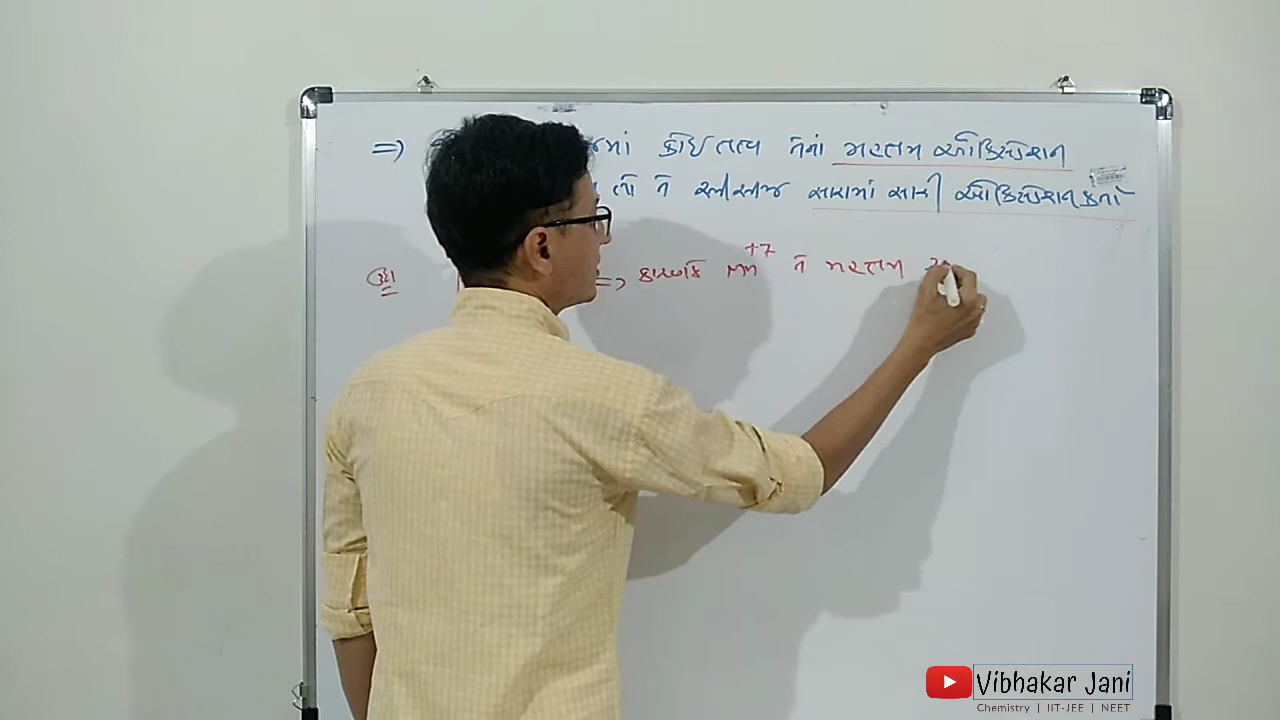 ⇒ માં કોઈ તત્વ તેનાં મહત્તમ ઓક્સિડેશન
તો તે સ્ત્રીસ્ત્રાજ સારામાં સારી ઓક્સિડેશનકર્તા
ઉદા ⇒ કારણકે Mn+7 તે મહત્તમ
Vibhakar Jani
Chemistry | IIT-JEE | NEET